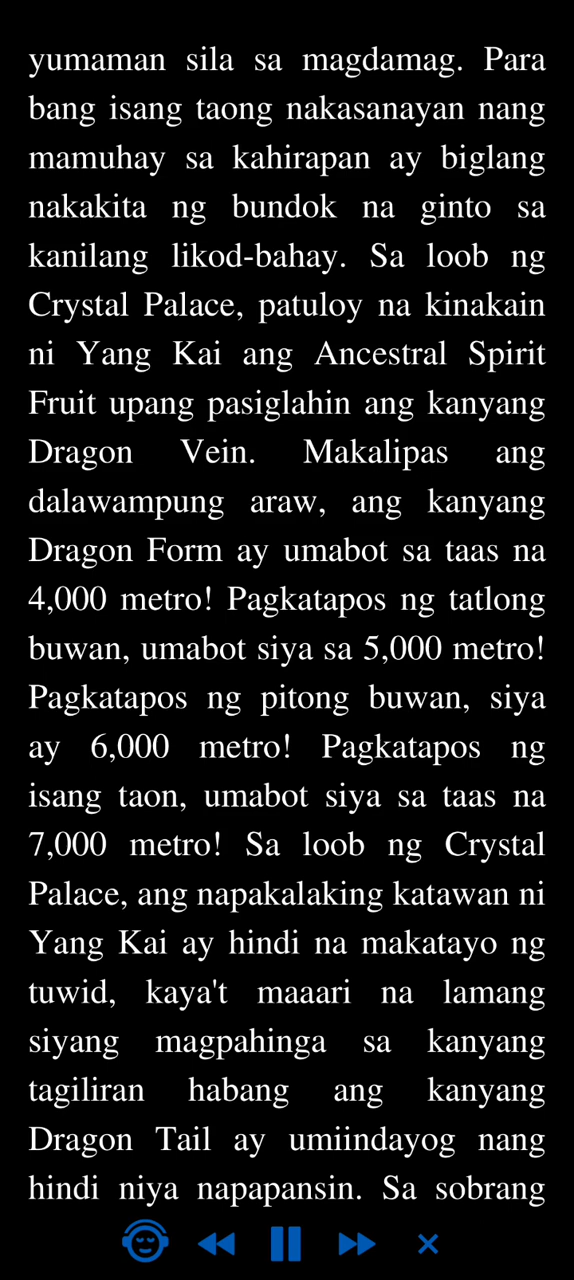 yumaman sila sa magdamag. Para
bang isang taong nakasanayan nang
mamuhay sa kahirapan ay biglang
nakakita ng bundok na ginto sa
kanilang likod-bahay. Sa loob ng
Crystal Palace, patuloy na kinakain
ni Yang Kai ang Ancestral Spirit
Fruit upang pasiglahin ang kanyang
Dragon Vein. Makalipas ang
dalawampung araw, ang kanyang
Dragon Form ay umabot sa taas na
4,000 metro! Pagkatapos ng tatlong
buwan, umabot siya sa 5,000 metro!
Pagkatapos ng pitong buwan, siya
ay 6,000 metro! Pagkatapos ng
isang taon, umabot siya sa taas na
7,000 metro! Sa loob ng Crystal
Palace, ang napakalaking katawan ni
Yang Kai ay hindi na makatayo ng
tuwid, kaya't maaari na lamang
siyang magpahinga sa kanyang
tagiliran habang ang kanyang
Dragon Tail ay umiindayog nang
hindi niya napapansin. Sa sobrang